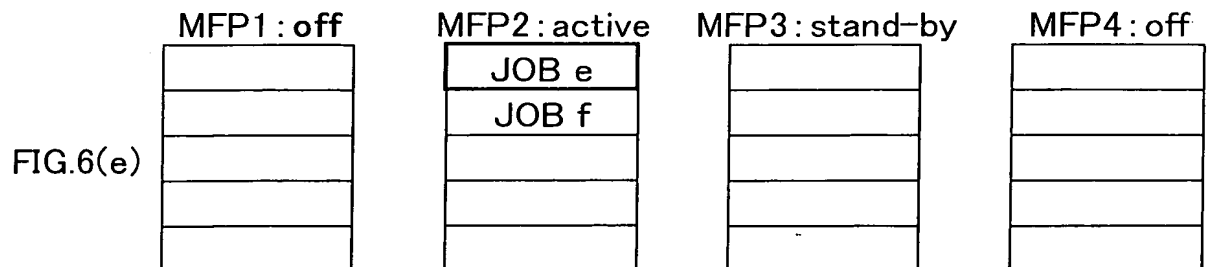 MFP1:off MFP2:active MFP3:stand-by MFP4:off
JOB e
JOB f
FIG.6(e)